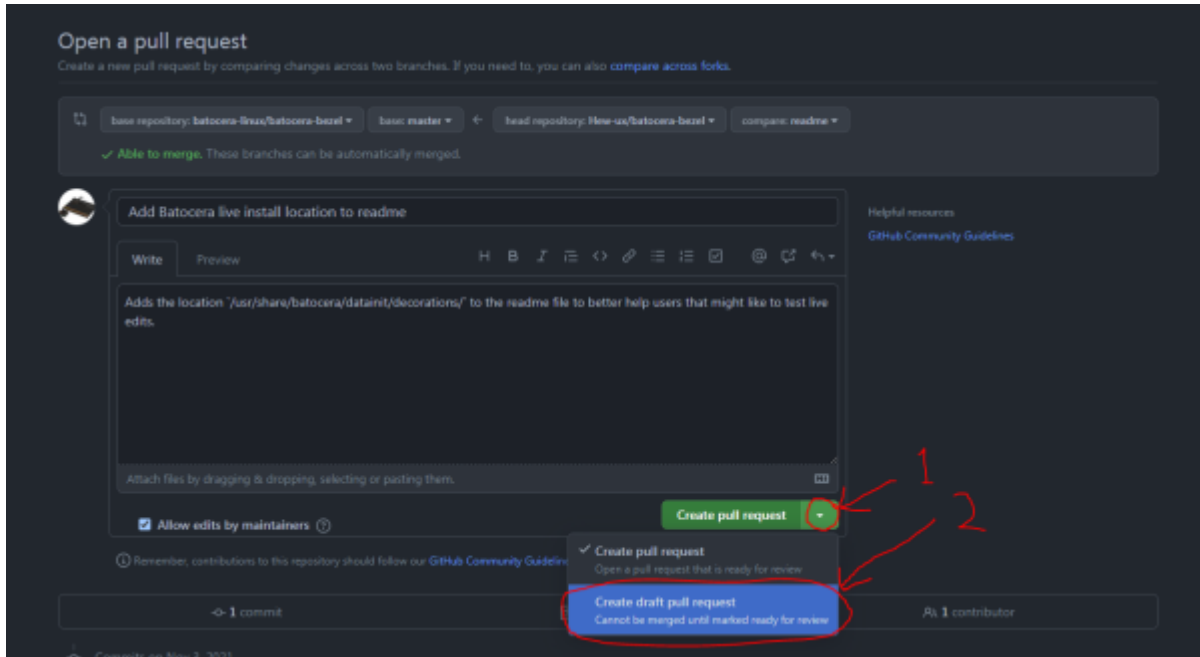 Open a pull request
Create a new pull request by comparing changes across two branches. If you need to, you can also compare across forks.
base repository: batocera-linux/batocera-bezel
base: master
head repository: Hew-ux/batocera-bezel
compare: readme
Able to merge. These branches can be automatically merged.
Add Batocera live install location to readme
Helpful resources
GitHub Community Guidelines
Write Preview
H B I
Adds the location `/usr/share/batocera/datainit/decorations/` to the readme file to better help users that might like to test live
edits.
Attach files by dragging & dropping, selecting or pasting them.
1
2
Allow edits by maintainers
Create pull request
Remember, contributions to this repository should follow our GitHub Community Guidelin
Create pull request
Open a pull request that is ready for review
Create draft pull request
Cannot be merged until marked ready for review
1 commit
1 contributor
Commits on Nov 3, 2021